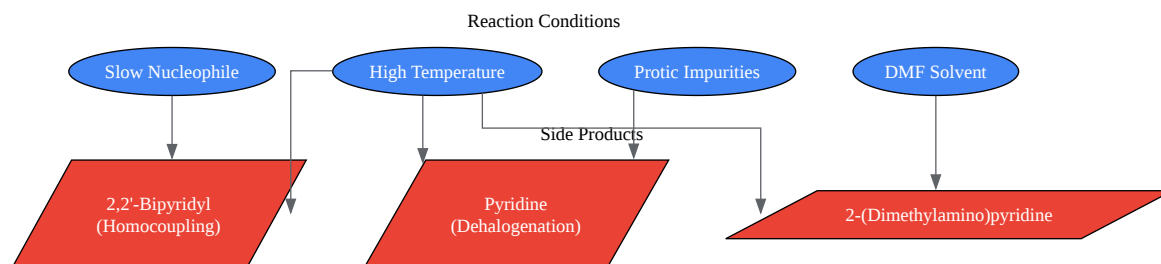 Reaction Conditions
Slow Nucleophile
High Temperature
Protic Impurities
DMF Solvent
Side Products
2,2'-Bipyridyl
(Homocoupling)
Pyridine
(Dehalogenation)
2-(Dimethylamino)pyridine